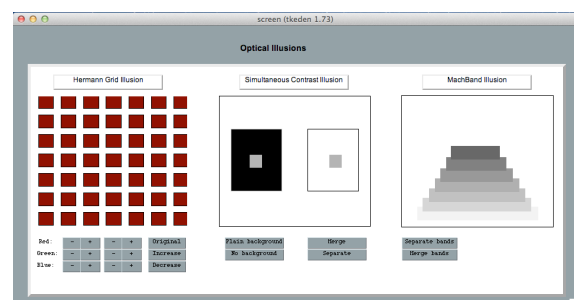 screen (tkeden 1.73)
Optical Illusions
Hermann Grid Illusion
Simultaneous Contrast Illusion
MachBand Illusion
Red: - + - + Original
Green: - + - + Increase
Blue: - + - + Decrease
Plain background Merge
No background Separate
Separate bands
Merge bands